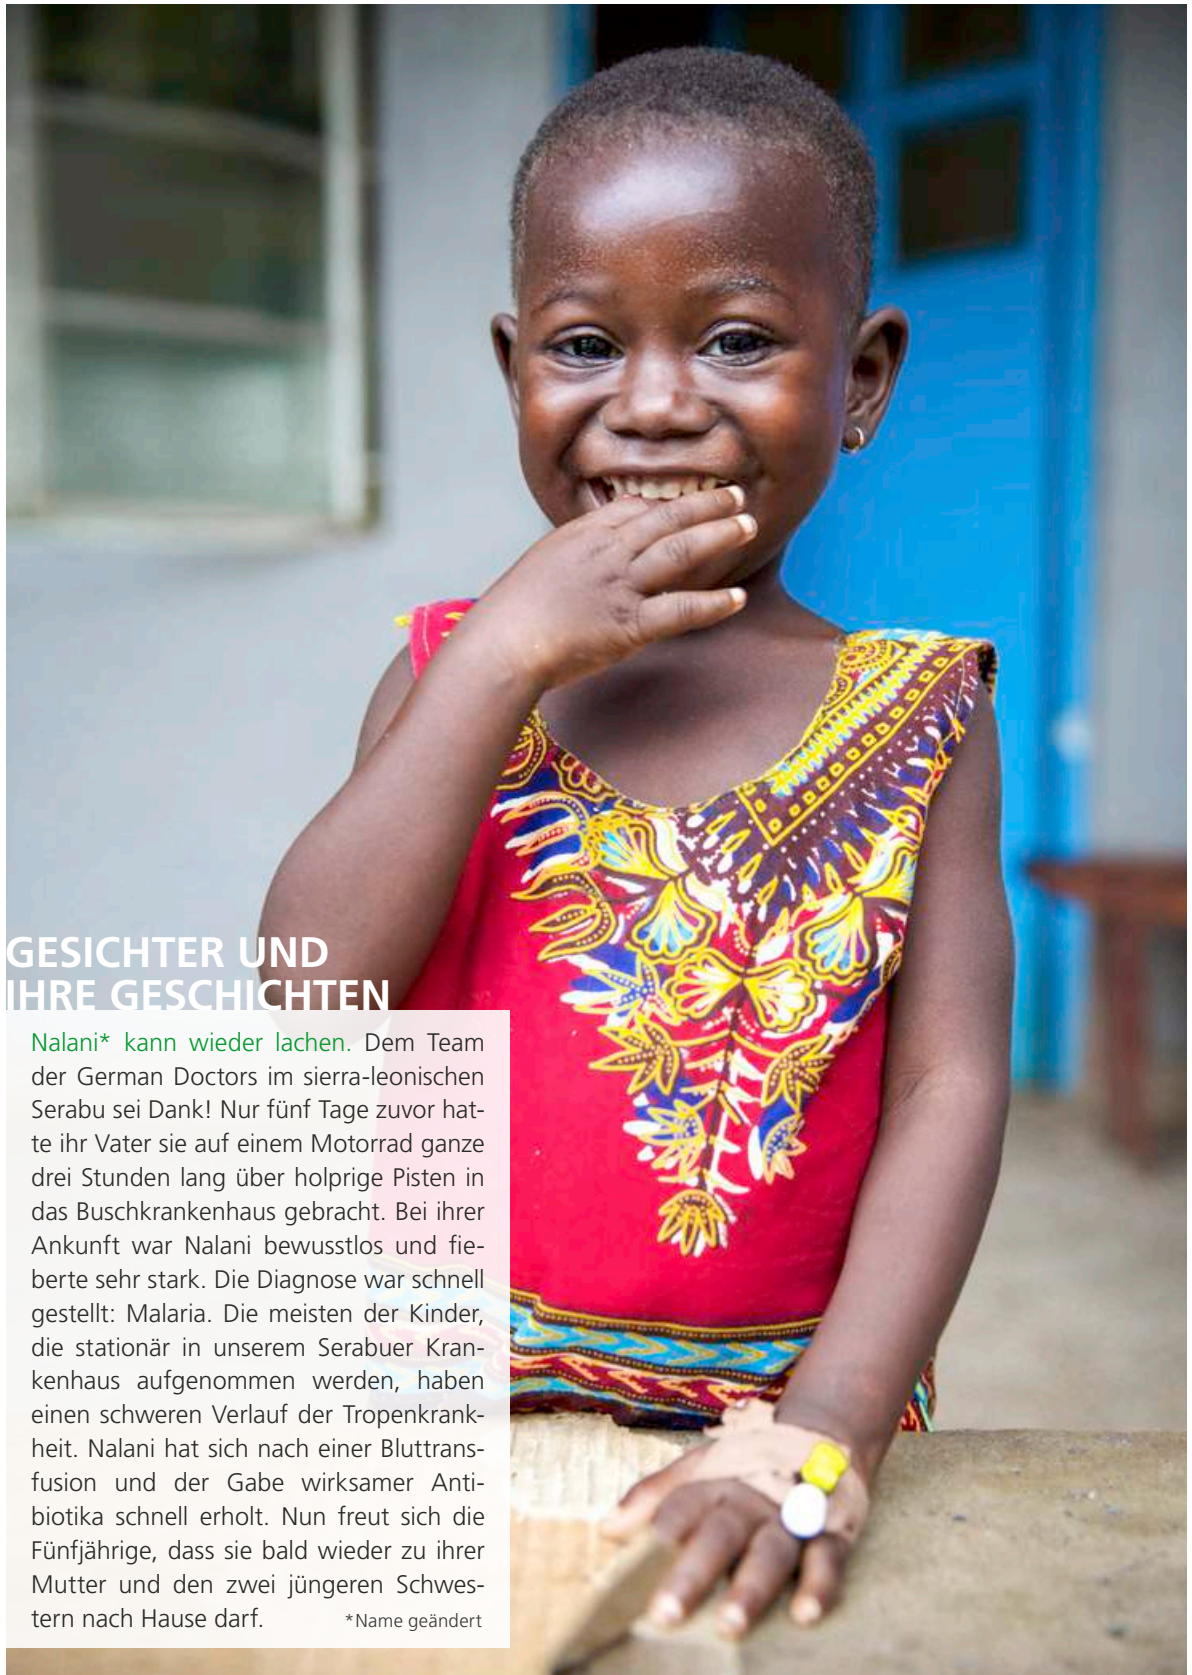 GESICHTER UND
IHRE GESCHICHTEN
Nalani* kann wieder lachen. Dem Team
der German Doctors im sierra-leonischen
Serabu sei Dank! Nur fünf Tage zuvor hat-
te ihr Vater sie auf einem Motorrad ganze
drei Stunden lang über holprige Pisten in
das Buschkrankenhaus gebracht. Bei ihrer
Ankunft war Nalani bewusstlos und fie-
berte sehr stark. Die Diagnose war schnell
gestellt: Malaria. Die meisten der Kinder,
die stationär in unserem Serabuer Kran-
kenhaus aufgenommen werden, haben
einen schweren Verlauf der Tropenkrank-
heit. Nalani hat sich nach einer Bluttrans-
fusion und der Gabe wirksamer Anti-
biotika schnell erholt. Nun freut sich die
Fünfjährige, dass sie bald wieder zu ihrer
Mutter und den zwei jüngeren Schwes-
tern nach Hause darf. *Name geändert